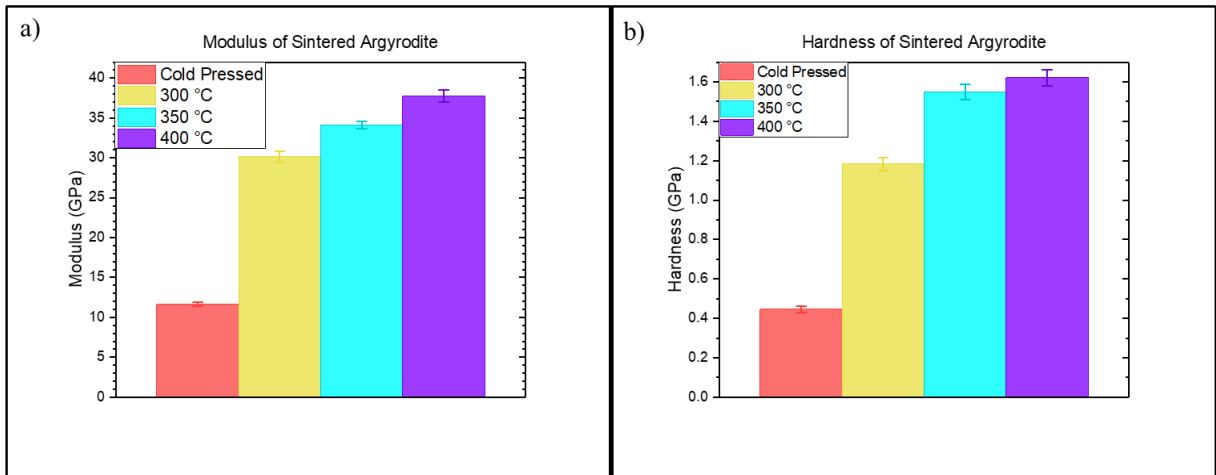 a)
Modulus of Sintered Argyrodite
Cold Pressed
300 °C
350 °C
400 °C
Modulus (GPa)
40
35
30
25
20
15
10
5
0
b)
Hardness of Sintered Argyrodite
Cold Pressed
300 °C
350 °C
400 °C
Hardness (GPa)
1.6
1.4
1.2
1.0
0.8
0.6
0.4
0.2
0.0